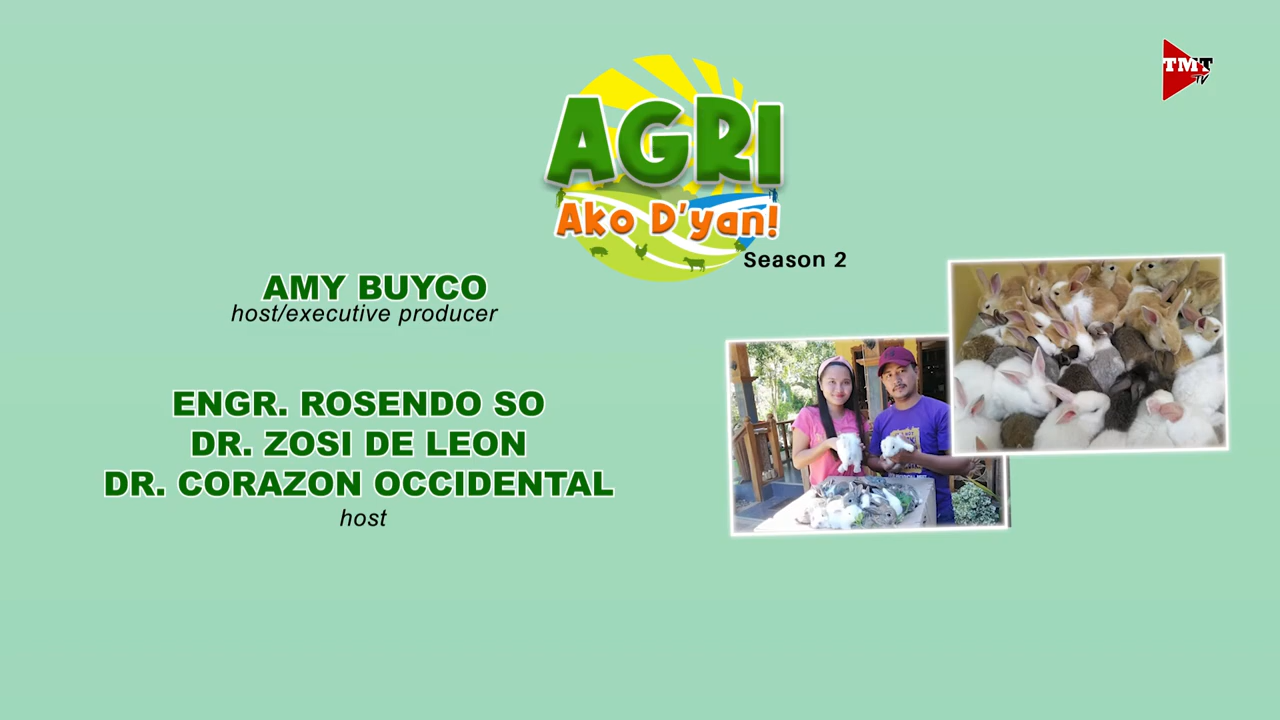 TMT
TV
AGRI
Ako D'yan!
Season 2
AMY BUYCO
host/executive producer
ENGR. ROSENDO SO
DR. ZOSI DE LEON
DR. CORAZON OCCIDENTAL
host